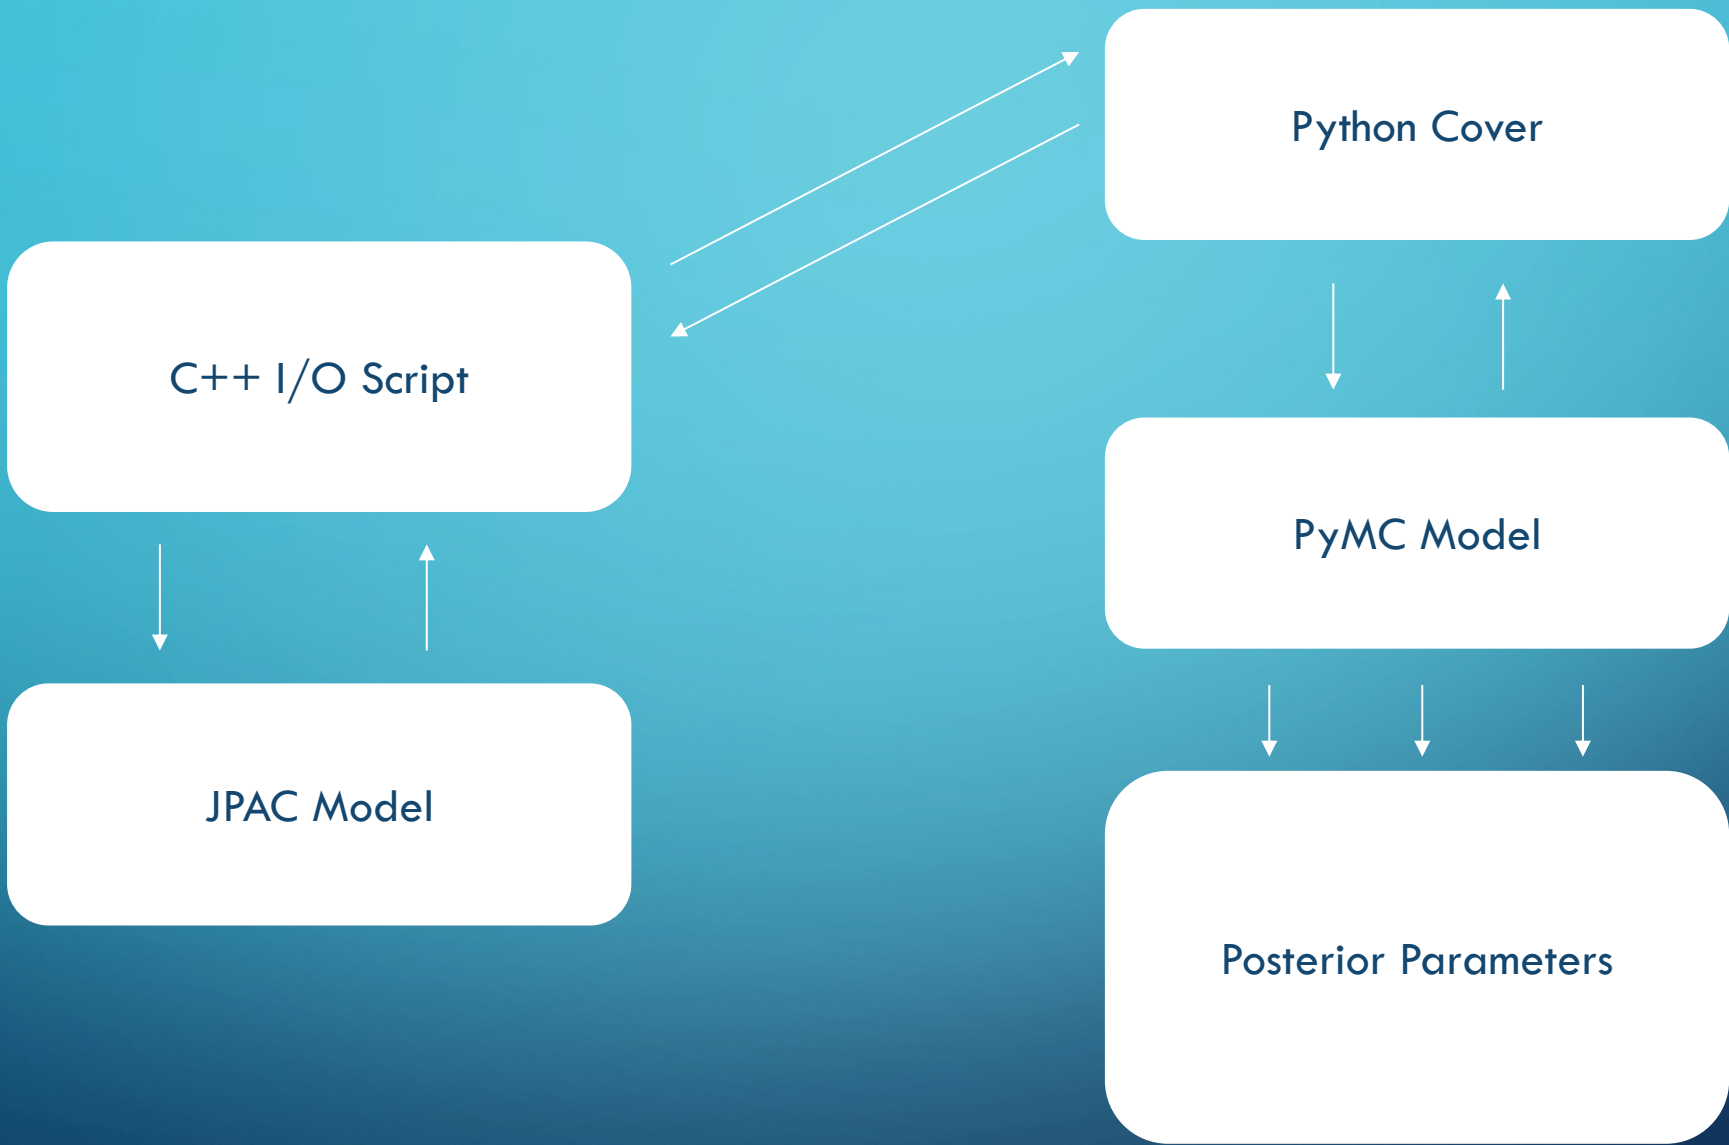 Python Cover
C++ I/O Script
PyMC Model
JPAC Model
Posterior Parameters